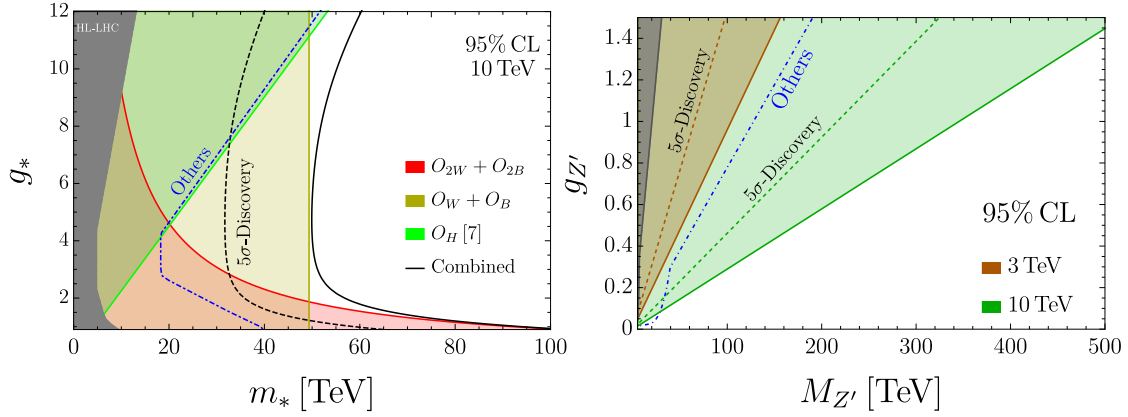 HL-LHC
95% CL
10 TeV
Others
5σ-Discovery
O_{2W} + O_{2B}
O_W + O_B
O_H [7]
Combined
12
10
8
6
4
2
0
20
40
60
80
100
g_*
m_* [TeV]
5σ-Discovery
Others
5σ-Discovery
95% CL
3 TeV
10 TeV
1.4
1.2
1.0
0.8
0.6
0.4
0.2
0
100
200
300
400
500
g_{Z'}
M_{Z'} [TeV]